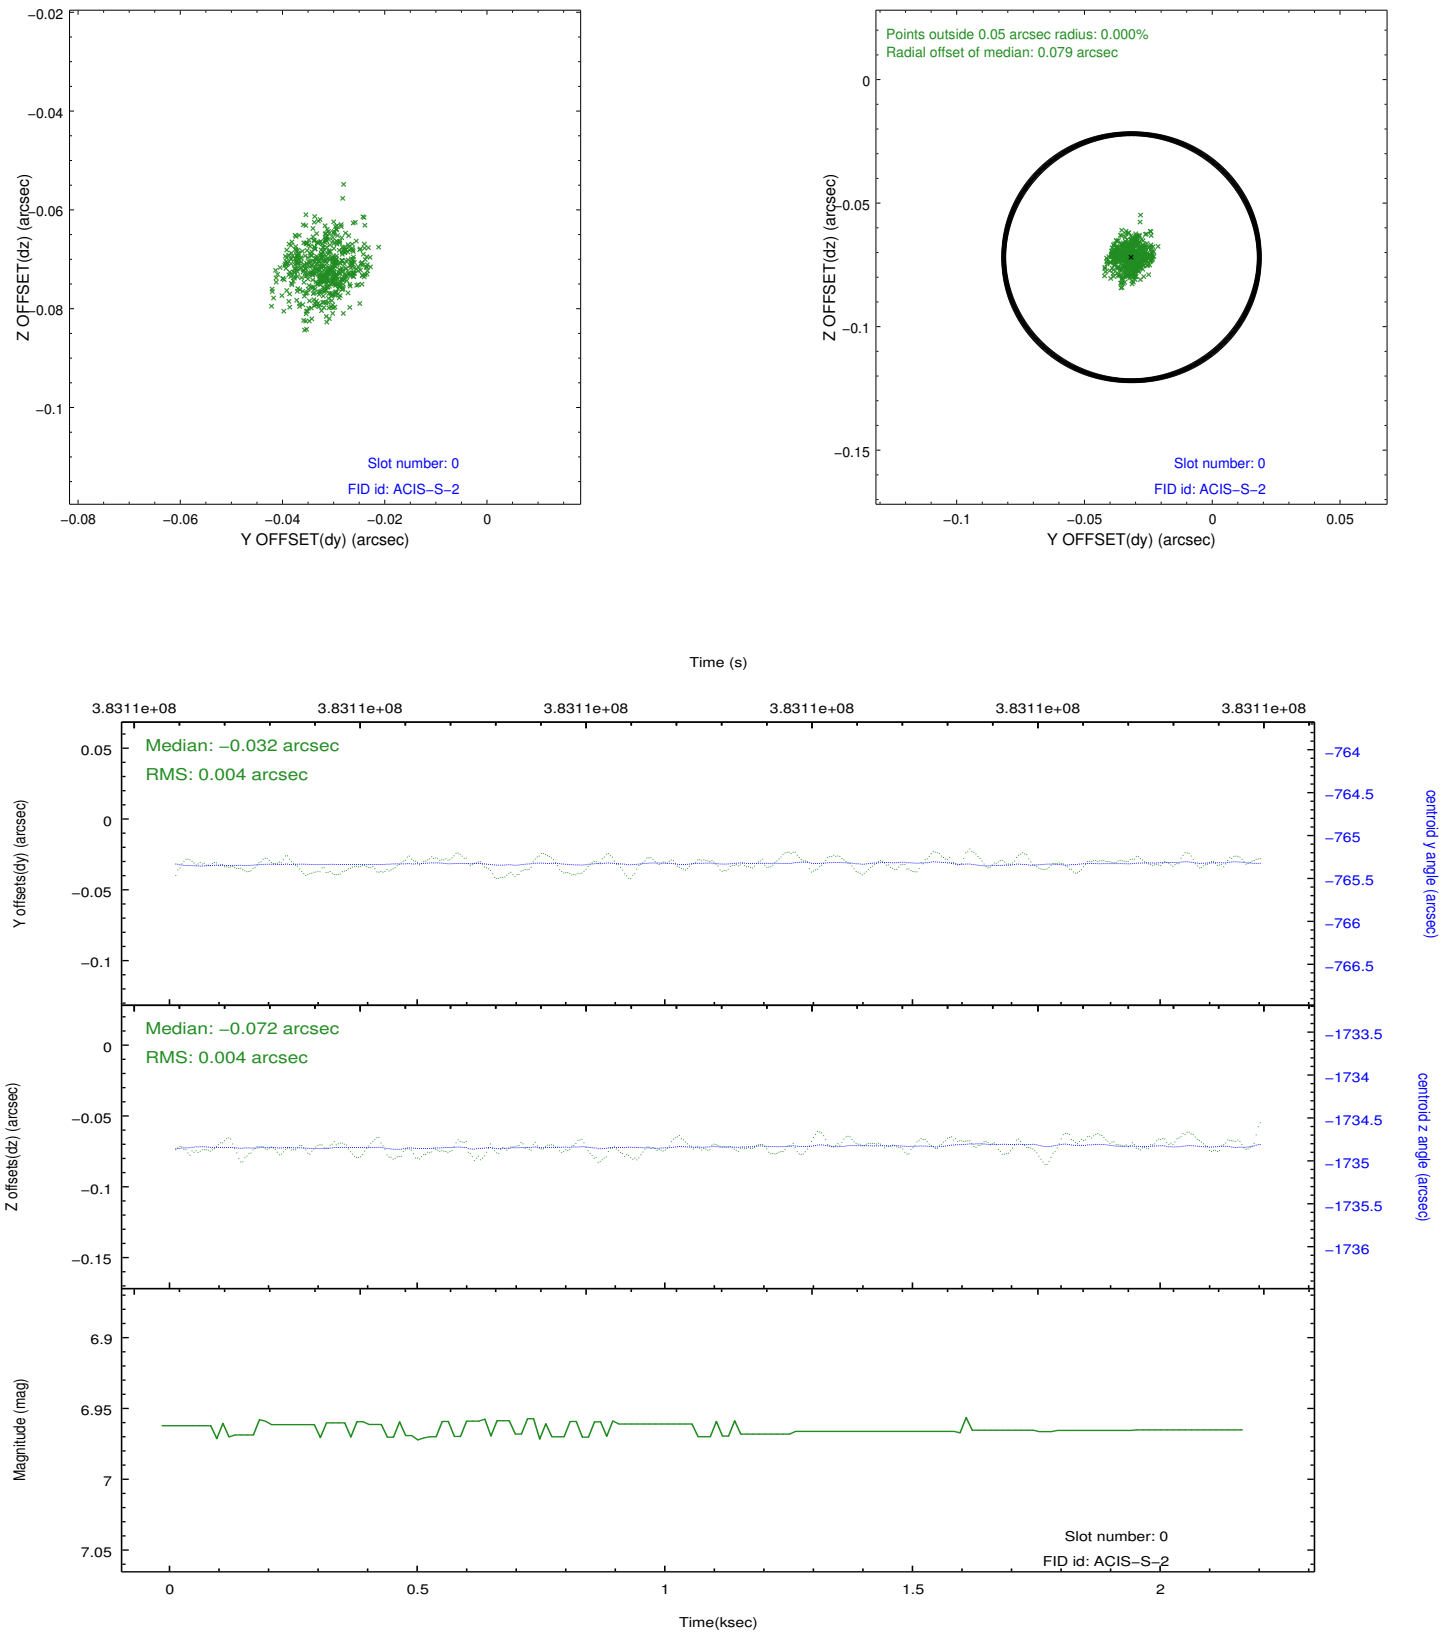 −0.02
−0.04
−0.06
−0.08
−0.1
Z OFFSET(dz) (arcsec)
Slot number: 0
FID id: ACIS−S−2
−0.08 −0.06 −0.04 −0.02 0
Y OFFSET(dy) (arcsec)
Points outside 0.05 arcsec radius: 0.000%
Radial offset of median: 0.079 arcsec
0
−0.05
−0.1
−0.15
Z OFFSET(dz) (arcsec)
Slot number: 0
FID id: ACIS−S−2
−0.1 −0.05 0 0.05
Y OFFSET(dy) (arcsec)
Time (s)
3.8311e+08 3.8311e+08 3.8311e+08 3.8311e+08 3.8311e+08 3.8311e+08
Median: −0.032 arcsec
RMS: 0.004 arcsec
0.05
0
−0.05
−0.1
Y offsets(dy) (arcsec)
−764
−764.5
−765
−765.5
−766
−766.5
centroid y angle (arcsec)
Median: −0.072 arcsec
RMS: 0.004 arcsec
0
−0.05
−0.1
−0.15
Z offsets(dz) (arcsec)
−1733.5
−1734
−1734.5
−1735
−1735.5
−1736
centroid z angle (arcsec)
6.9
6.95
7
7.05
Magnitude (mag)
Slot number: 0
FID id: ACIS−S−2
0 0.5 1 1.5 2
Time(ksec)